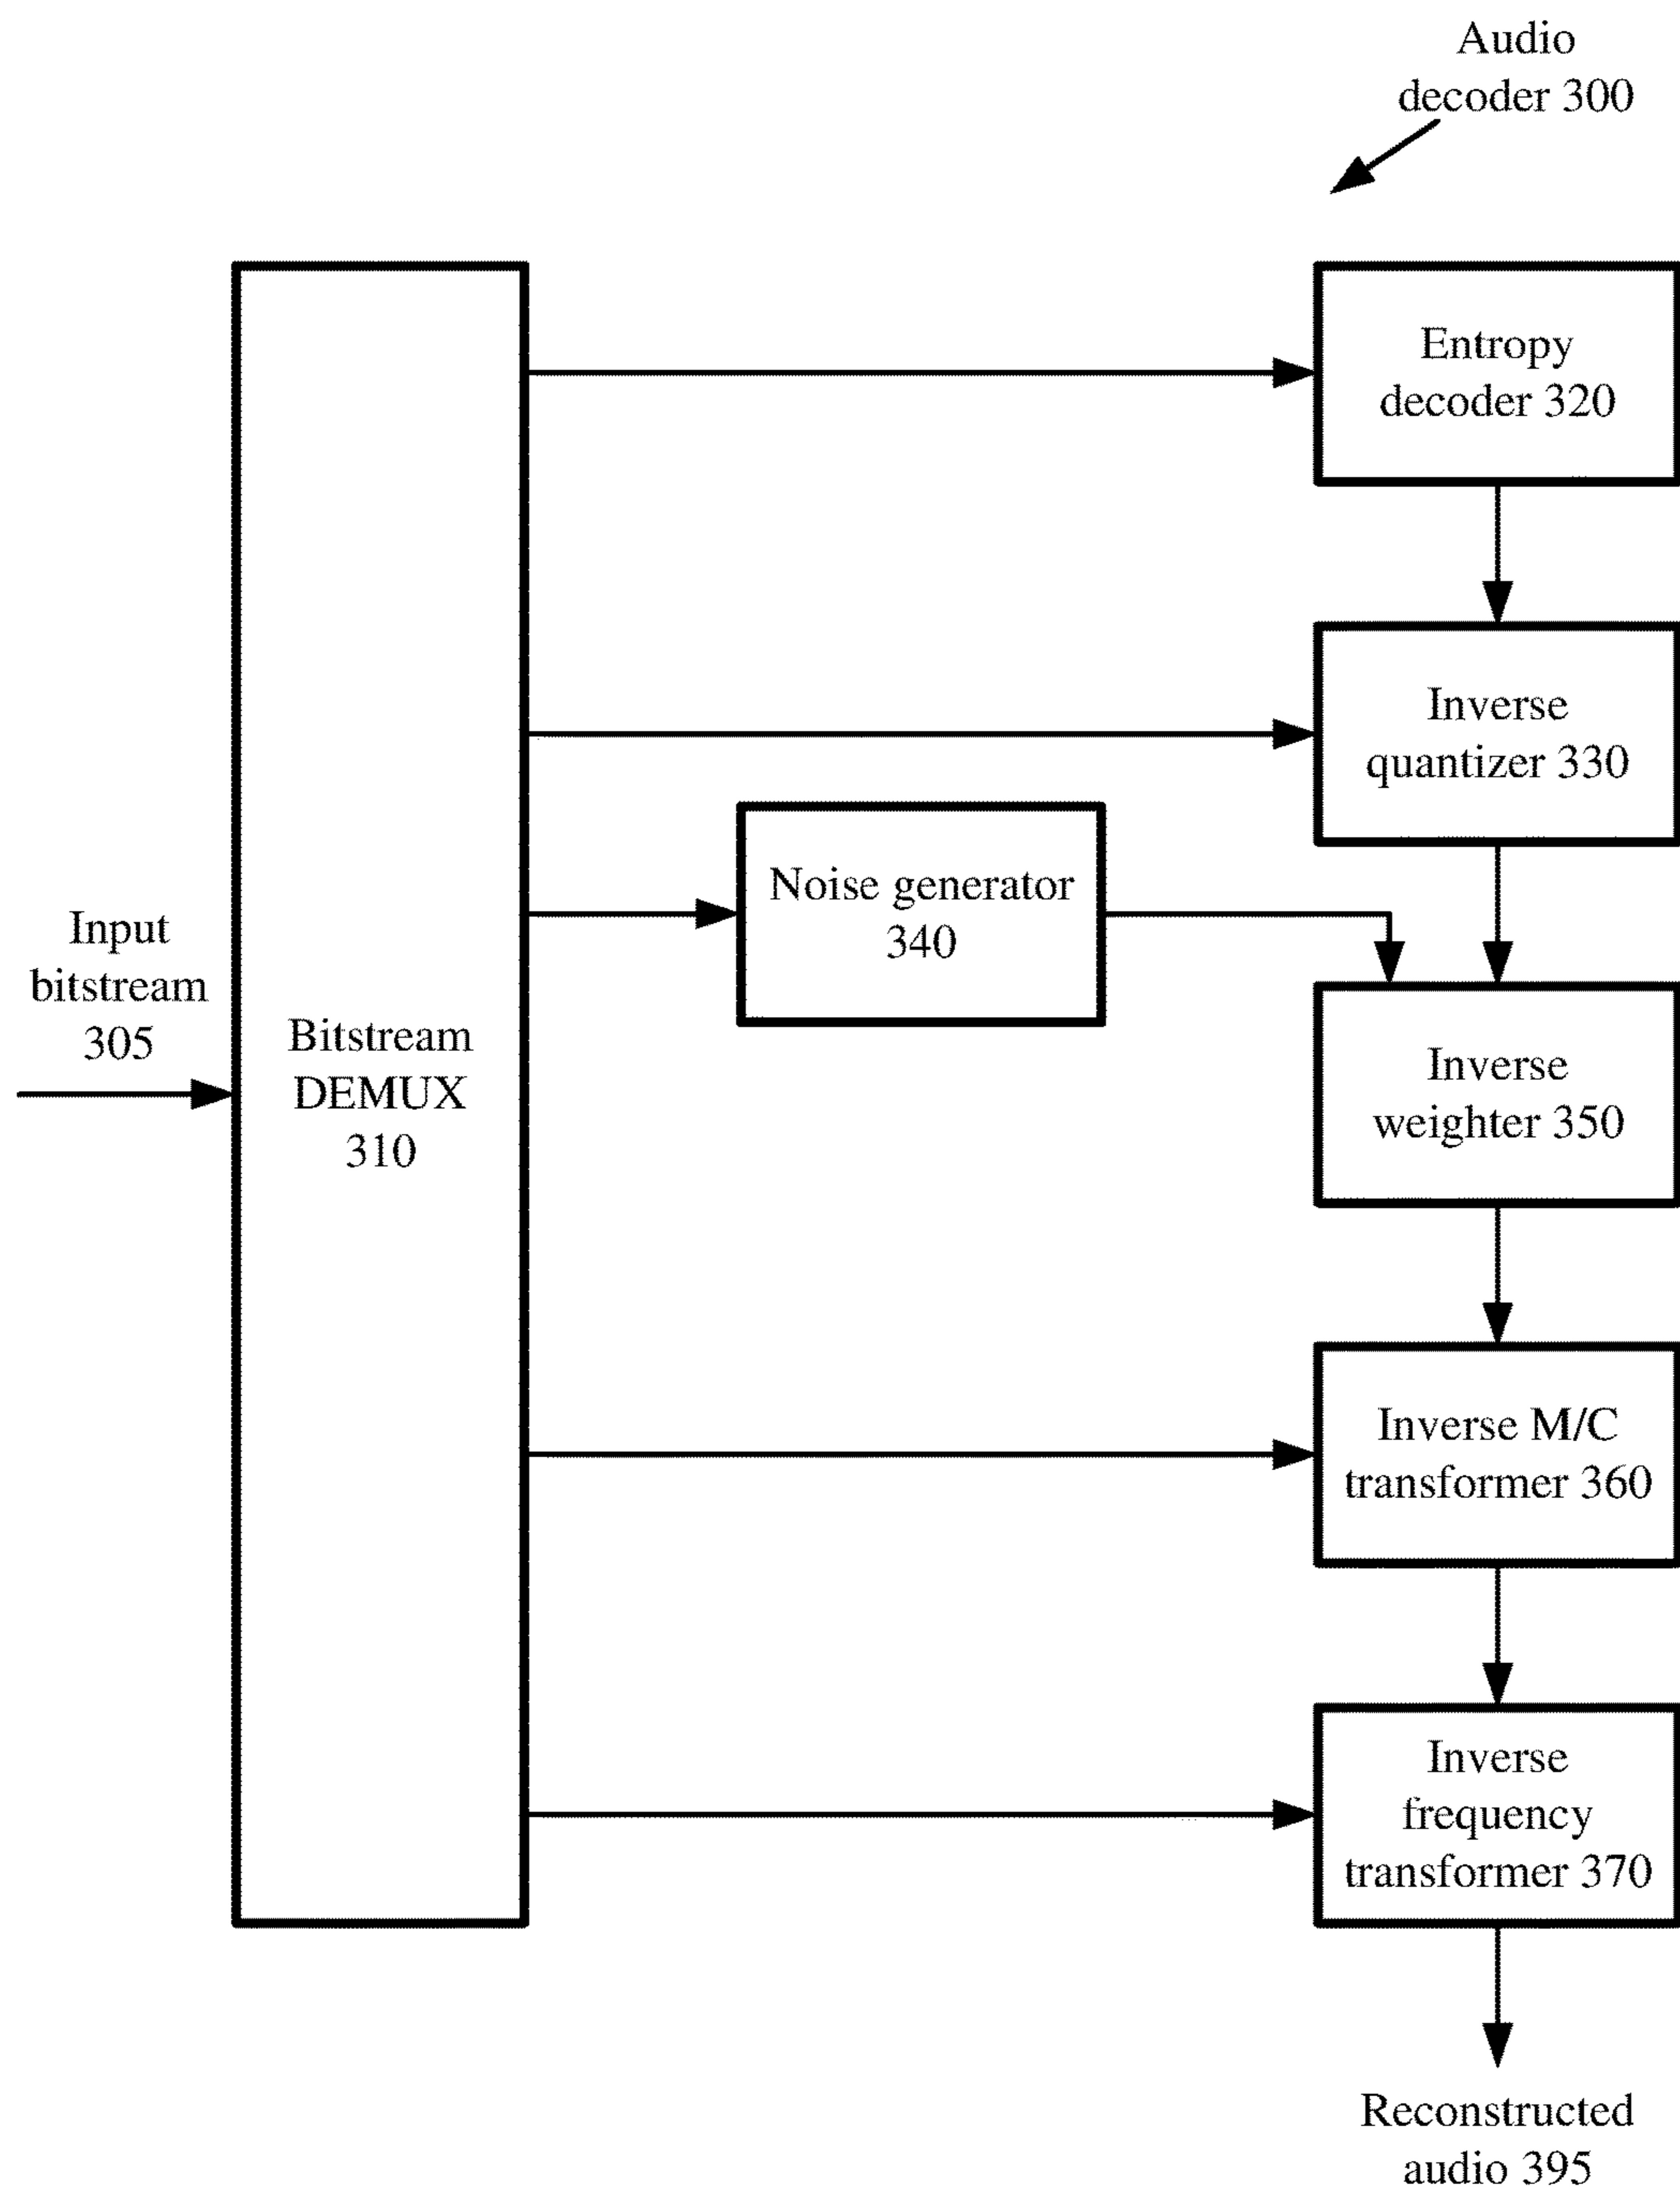 Audio
decoder 300
Entropy
decoder 320
Inverse
quantizer 330
Noise generator
340
Input
bitstream
305
Bitstream
DEMUX
310
Inverse
weighter 350
Inverse M/C
transformer 360
Inverse
frequency
transformer 370
Reconstructed
audio 395